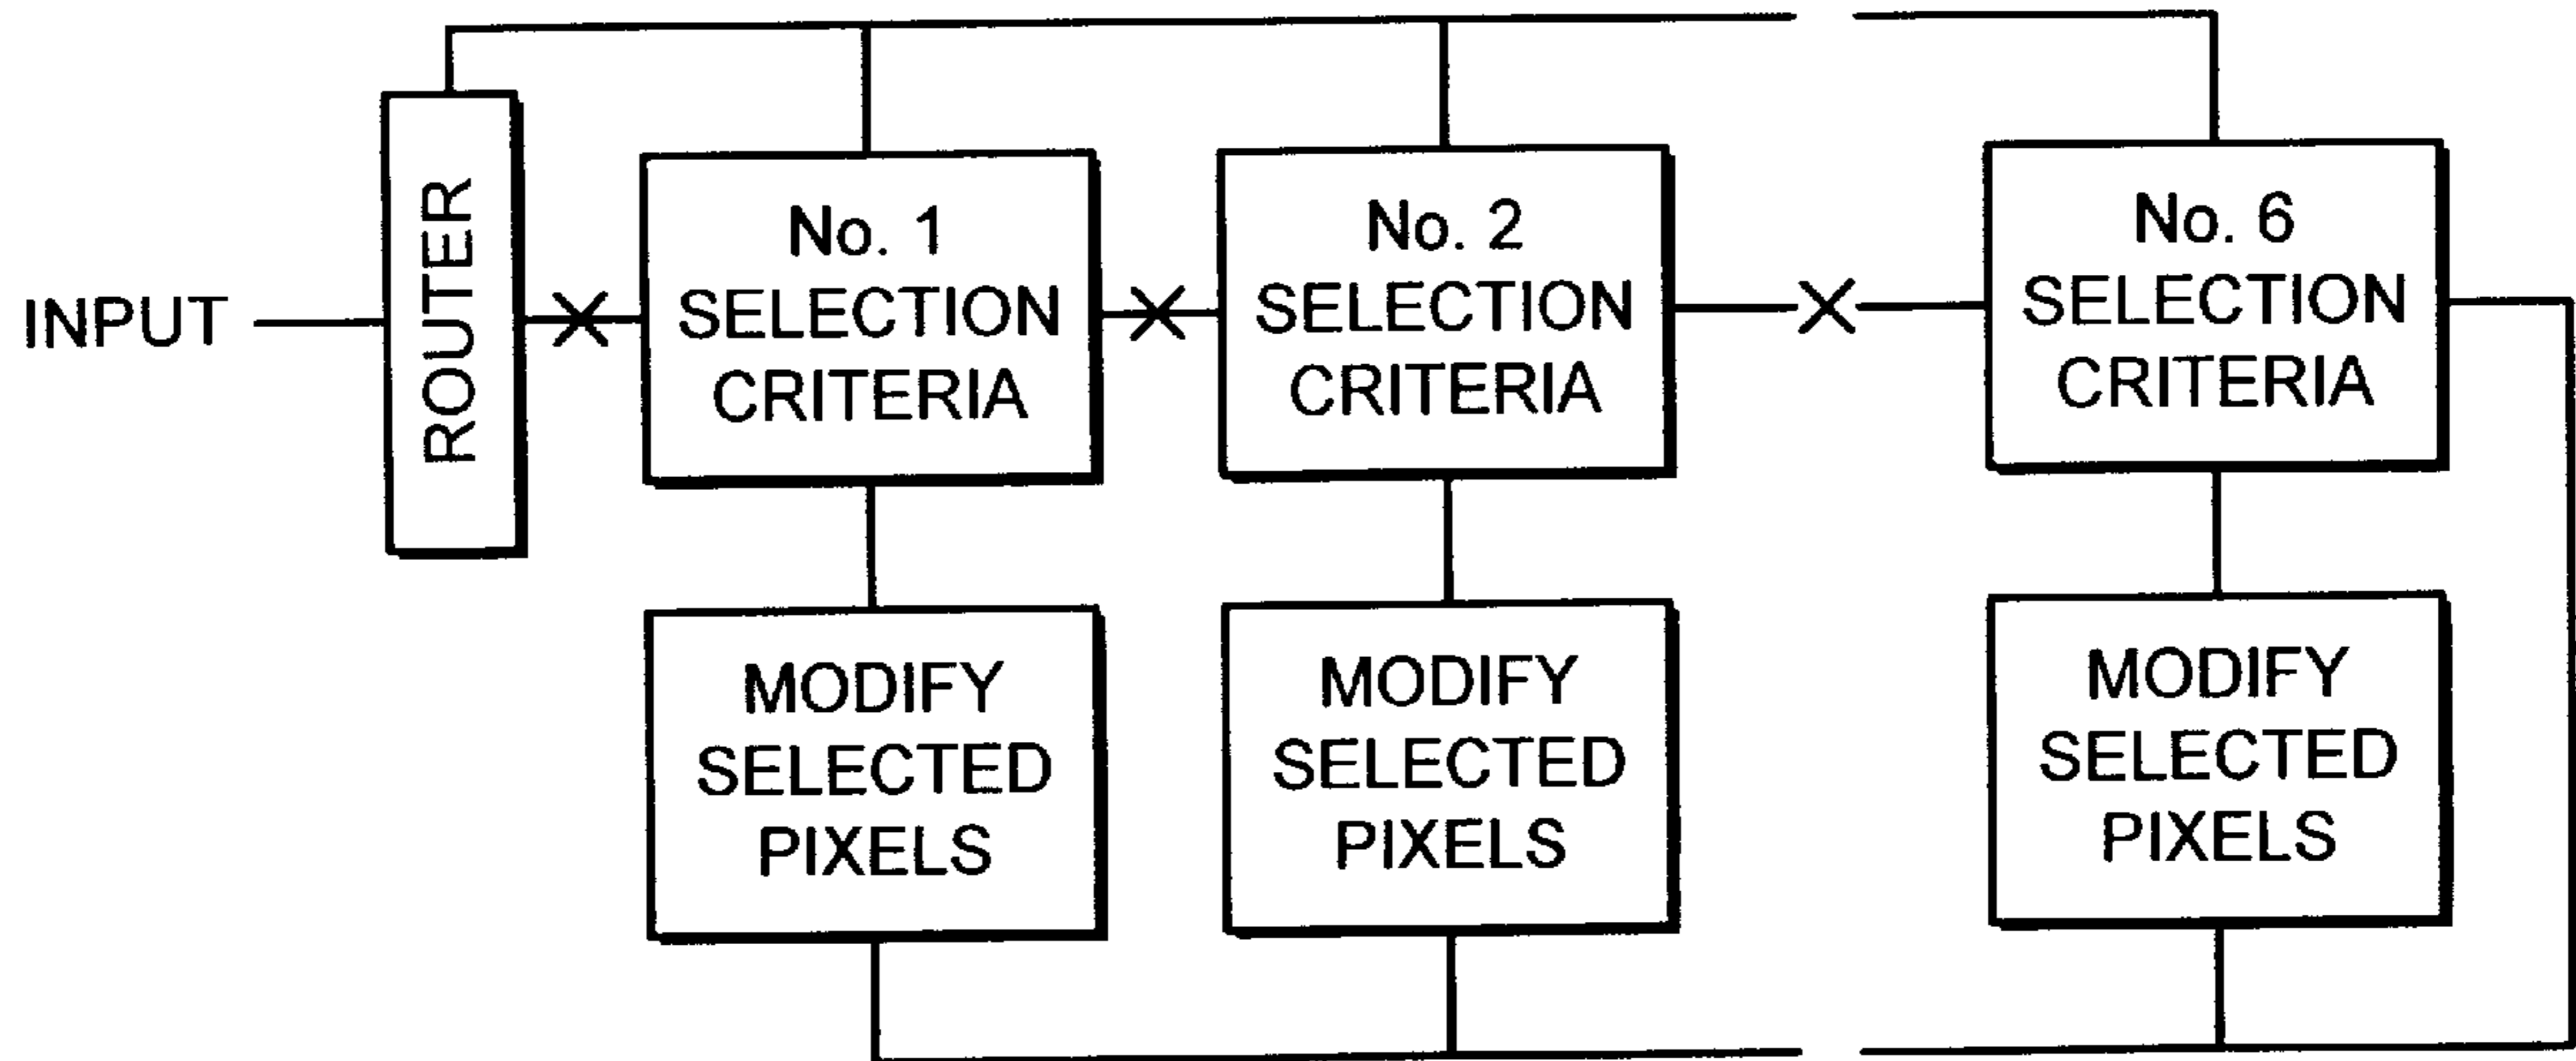 INPUT
ROUTER
No. 1
SELECTION
CRITERIA
No. 2
SELECTION
CRITERIA
No. 6
SELECTION
CRITERIA
MODIFY
SELECTED
PIXELS
MODIFY
SELECTED
PIXELS
MODIFY
SELECTED
PIXELS